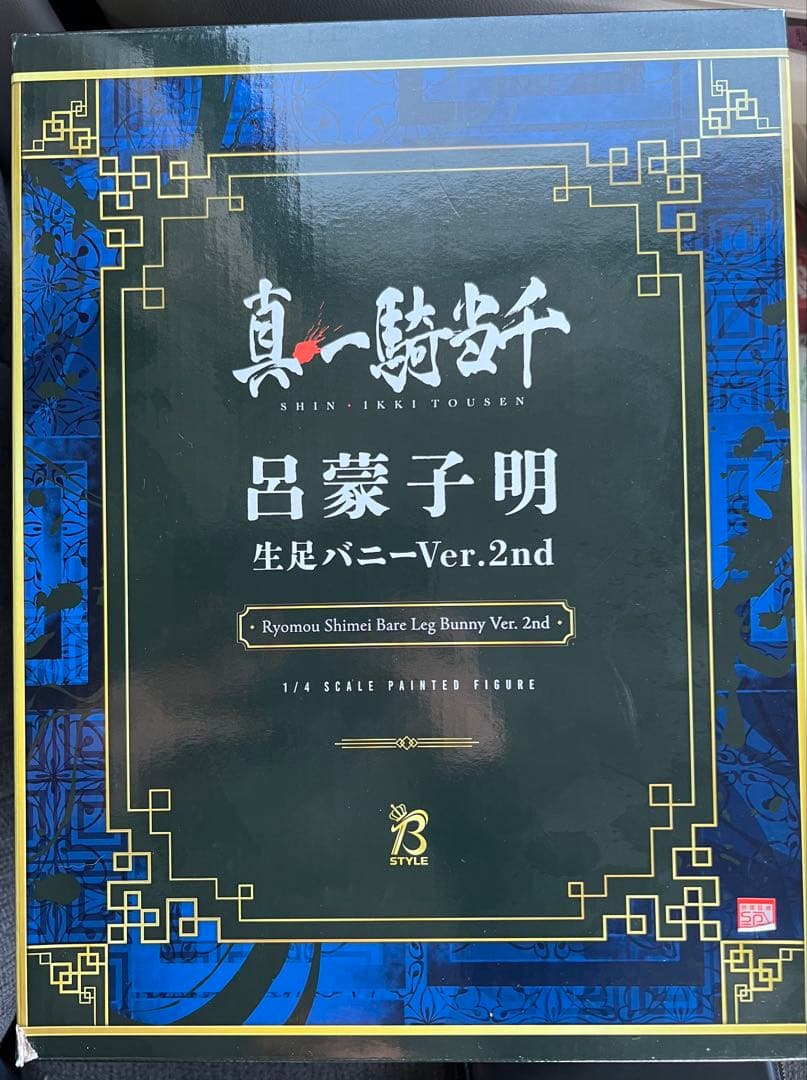 真・一騎当千
SHIN・IKKI TOUSEN
呂蒙子明
生足バニーVer.2nd
・Ryomou Shimei Bare Leg Bunny Ver. 2nd・
1/4 SCALE PAINTED FIGURE
B
STYLE
SP